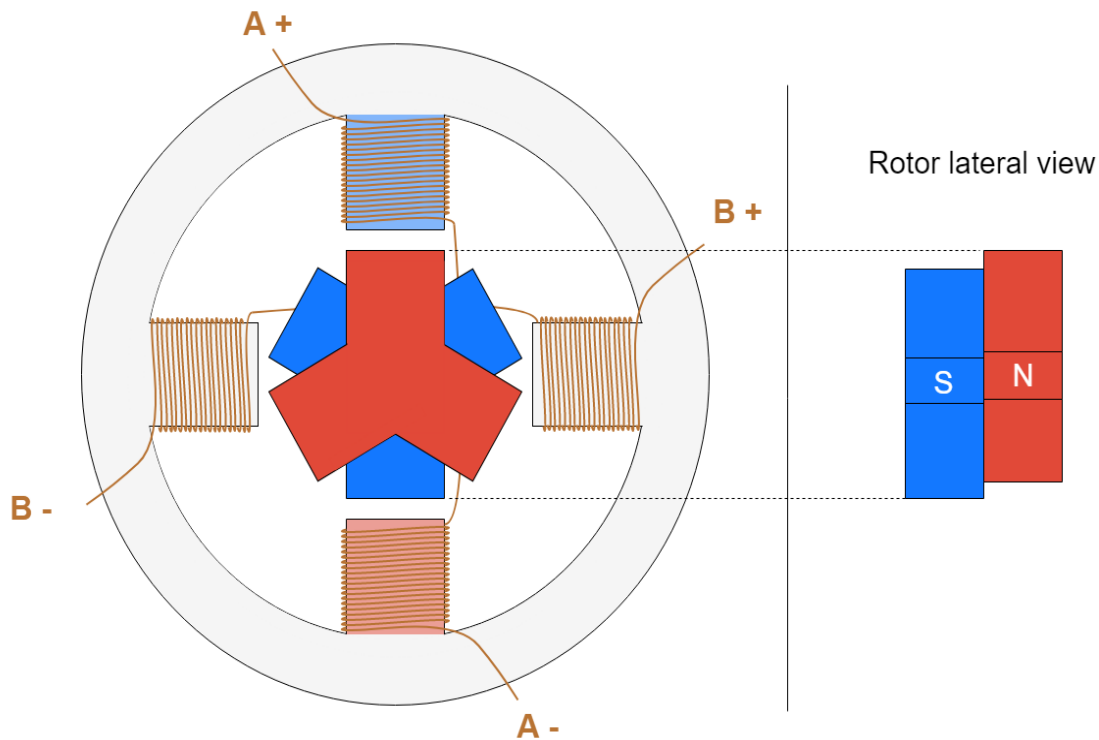 A +
Rotor lateral view
B +
S
N
B -
A -